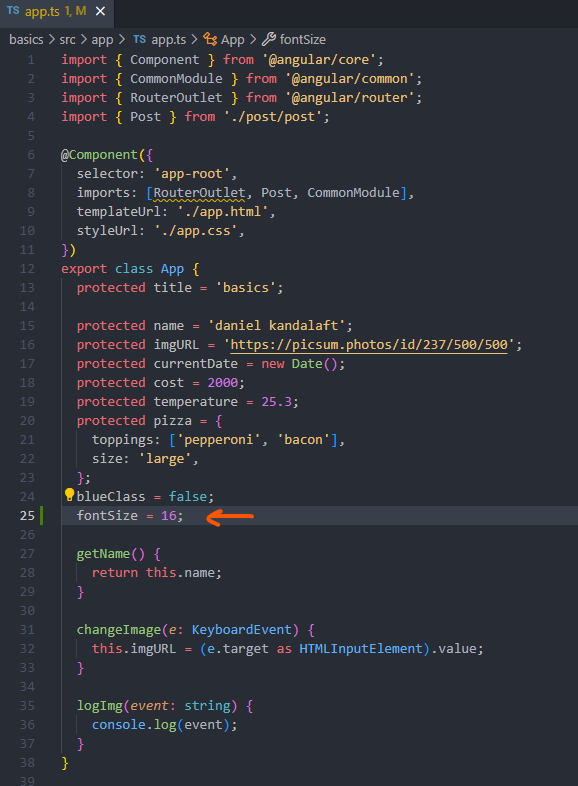 TS app.ts 1, M ×
basics > src > app > TS app.ts > App > fontSize
1 import { Component } from '@angular/core';
2 import { CommonModule } from '@angular/common';
3 import { RouterOutlet } from '@angular/router';
4 import { Post } from './post/post';
5
6 @Component({
7 selector: 'app-root',
8 imports: [RouterOutlet, Post, CommonModule],
9 templateUrl: './app.html',
10 styleUrl: './app.css',
11 })
12 export class App {
13 protected title = 'basics';
14
15 protected name = 'daniel kandalaft';
16 protected imgURL = 'https://picsum.photos/id/237/500/500';
17 protected currentDate = new Date();
18 protected cost = 2000;
19 protected temperature = 25.3;
20 protected pizza = {
21 toppings: ['pepperoni', 'bacon'],
22 size: 'large',
23 };
24 blueClass = false;
25 fontSize = 16;
26
27 getName() {
28 return this.name;
29 }
30
31 changeImage(e: KeyboardEvent) {
32 this.imgURL = (e.target as HTMLInputElement).value;
33 }
34
35 logImg(event: string) {
36 console.log(event);
37 }
38 }
39